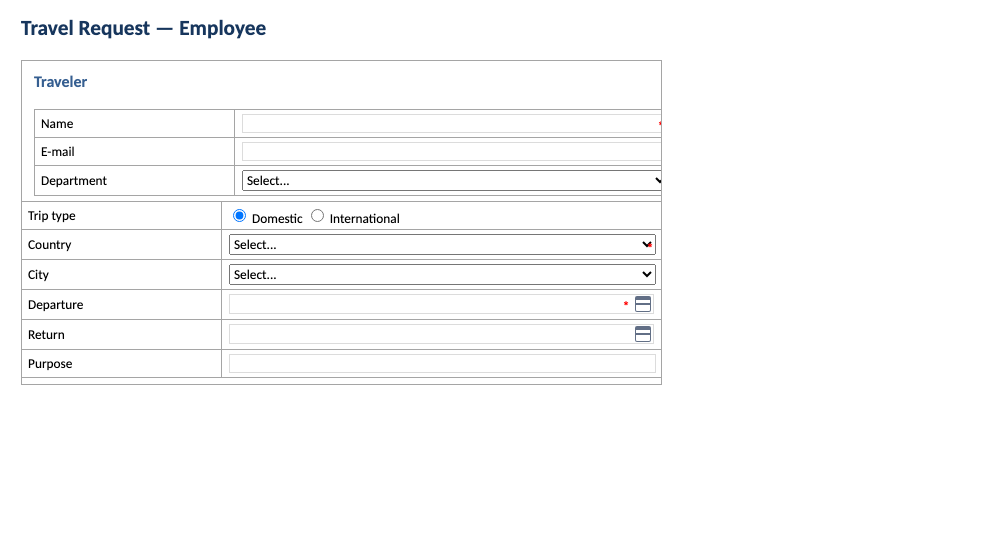 Travel Request — Employee
Traveler
Name *
E-mail
Department Select...
Trip type Domestic International
Country Select... *
City Select...
Departure *
Return
Purpose